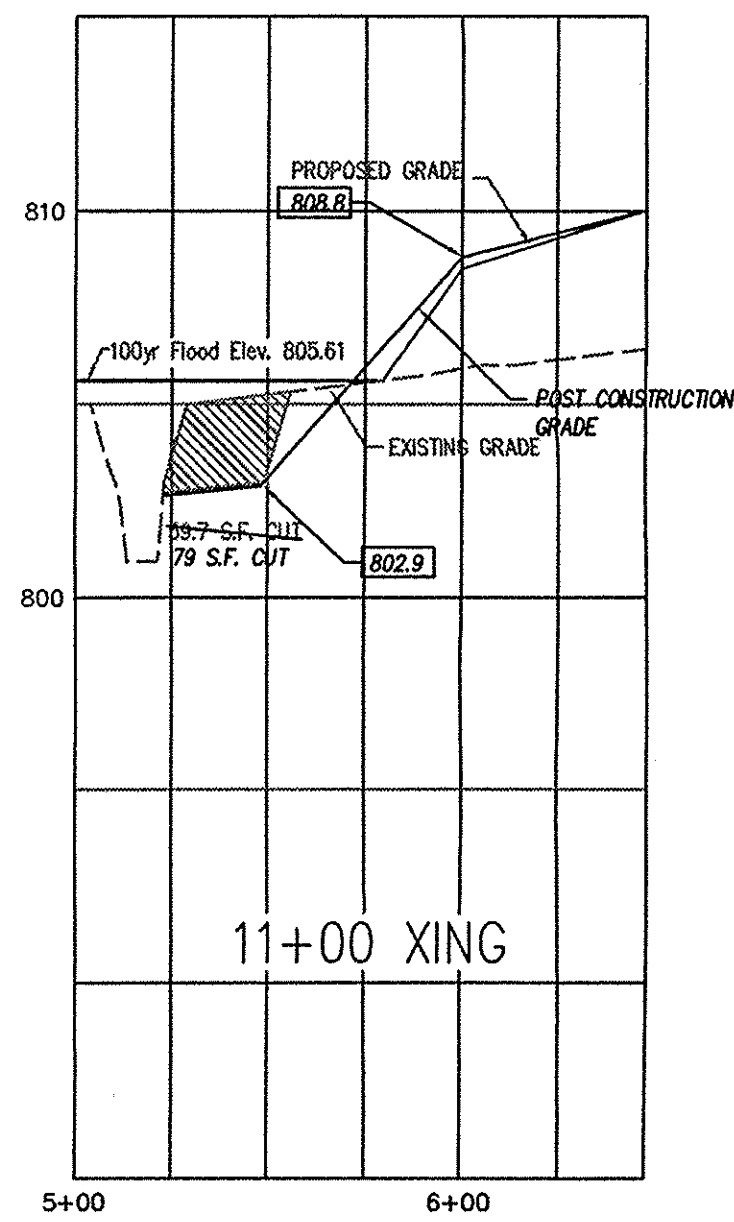 PROPOSED GRADE
808.8
810
100yr Flood Elev. 805.61
POST CONSTRUCTION
GRADE
EXISTING GRADE
S.F. CUT
79 S.F. CUT
802.9
800
11+00 XING
5+00
6+00